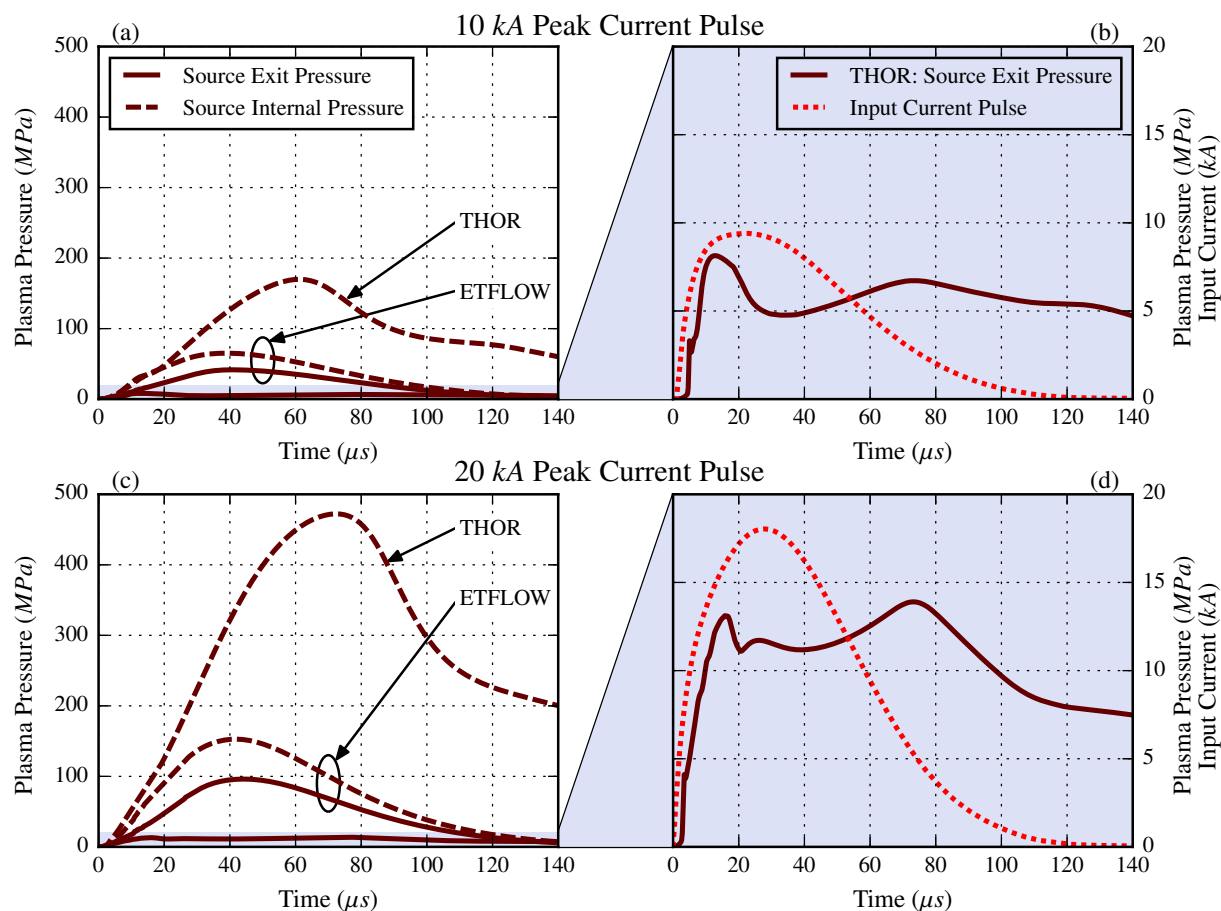 10 kA Peak Current Pulse
(a)
(b)
500
400
300
200
100
0
Plasma Pressure (MPa)
Source Exit Pressure
Source Internal Pressure
THOR
ETFLOW
0 20 40 60 80 100 120 140
Time (μs)
THOR: Source Exit Pressure
Input Current Pulse
20
15
10
5
0
Plasma Pressure (MPa)
Input Current (kA)
0 20 40 60 80 100 120 140
Time (μs)
20 kA Peak Current Pulse
(c)
(d)
500
400
300
200
100
0
Plasma Pressure (MPa)
THOR
ETFLOW
0 20 40 60 80 100 120 140
Time (μs)
20
15
10
5
0
Plasma Pressure (MPa)
Input Current (kA)
0 20 40 60 80 100 120 140
Time (μs)